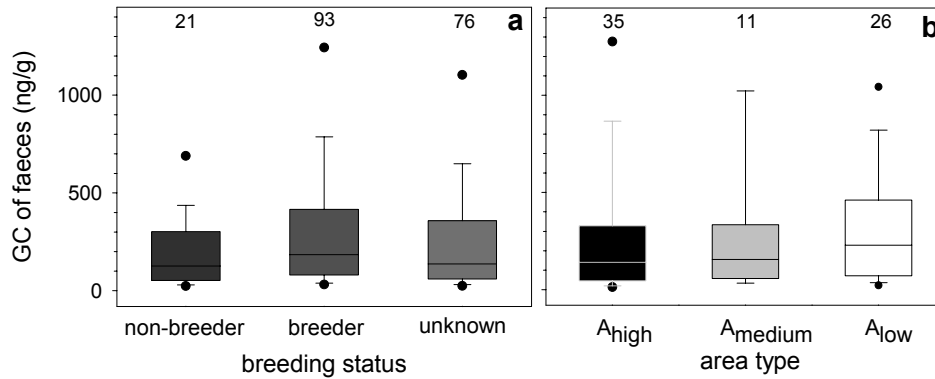 21 93 76 a
35 11 26 b
GC of faeces (ng/g)
1000
500
0
non-breeder breeder unknown
breeding status
Ahigh Amedium Alow
area type